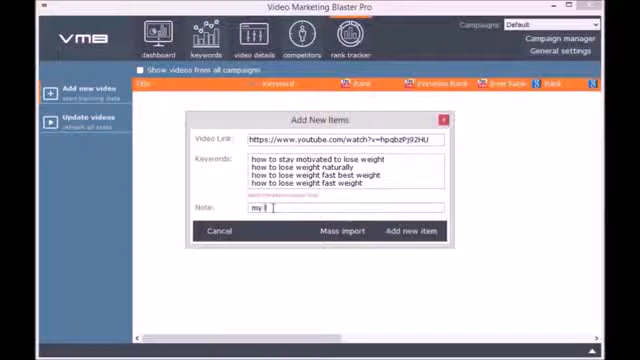 Video Marketing Blaster Pro
VMB
dashboard
keywords
video details
competitors
rank tracker
Campaigns: Default
Campaign manager
General settings
Show videos from all campaigns
Title
Keyword
Rank
Previous Rank
Best Rank
Rank
Add new video
start tracking data
Update videos
refresh all stats
Add New Items
Video Link:
https://www.youtube.com/watch?v=hpqbzPj92HU
Keywords:
how to stay motivated to lose weight
how to lose weight naturally
how to lose weight fast best weight
how to lose weight fast weight
Note:
my
Cancel
Mass import
Add new item